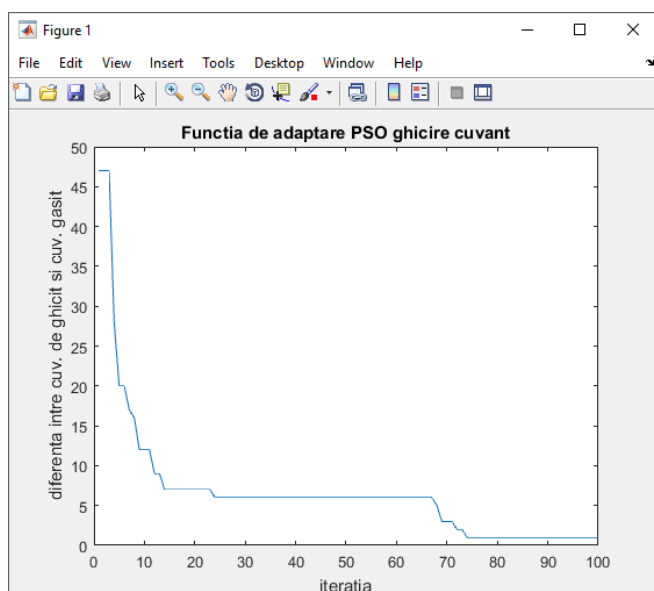 Figure 1
File Edit View Insert Tools Desktop Window Help
Functia de adaptare PSO ghicire cuvant
diferenta intre cuv. de ghicit si cuv. gasit
50
45
40
35
30
25
20
15
10
5
0
0 10 20 30 40 50 60 70 80 90 100
iteratia